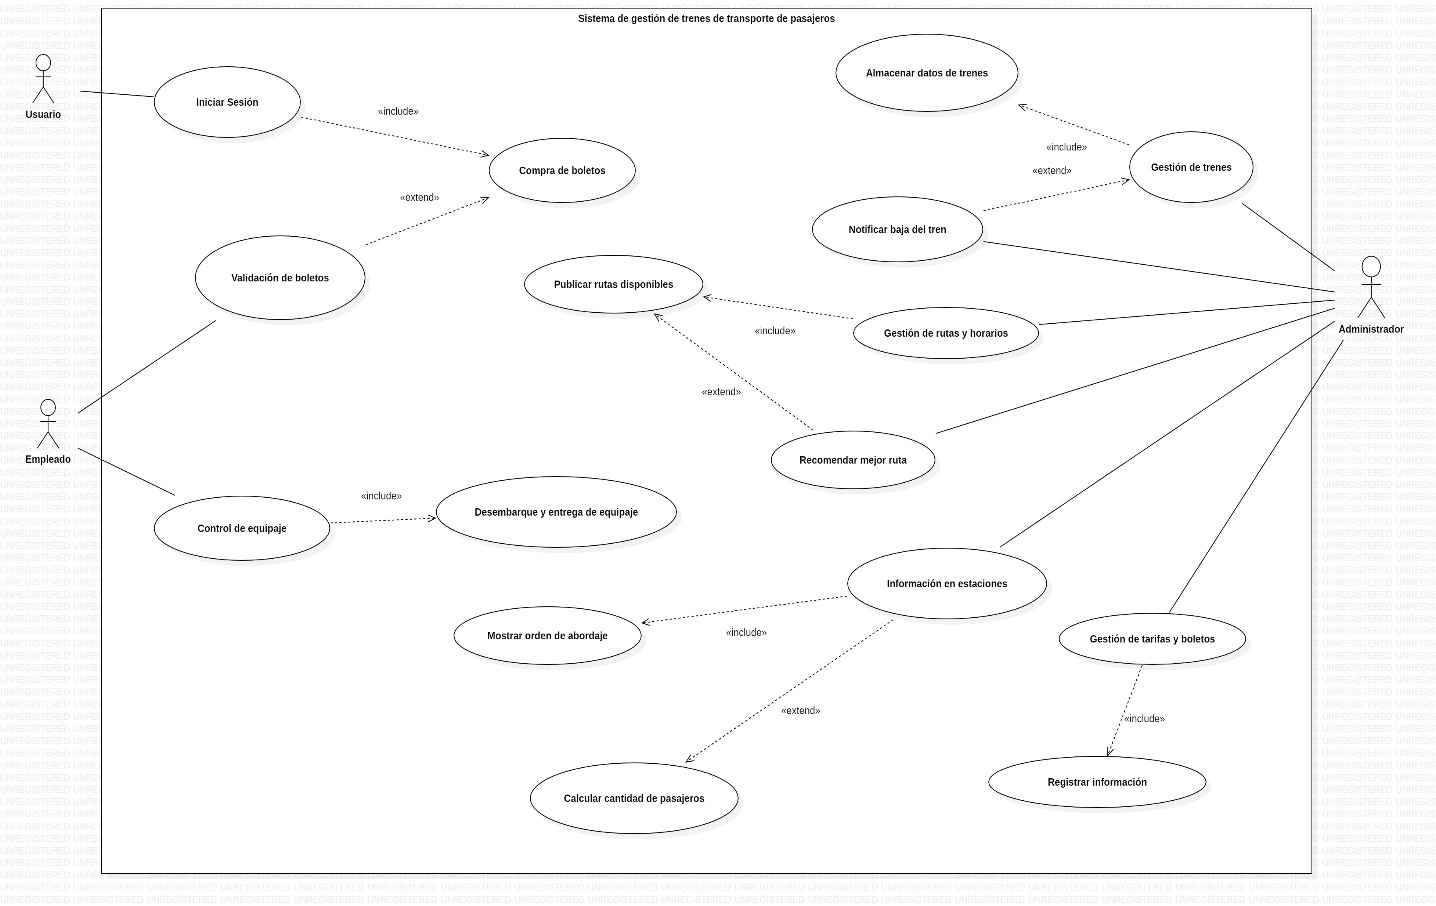 Sistema de gestión de trenes de transporte de pasajeros
Usuario
Iniciar Sesión
«include»
Compra de boletos
«extend»
Validación de boletos
Almacenar datos de trenes
«include»
Gestión de trenes
«extend»
Notificar baja del tren
Publicar rutas disponibles
«include»
Gestión de rutas y horarios
Administrador
«extend»
Recomendar mejor ruta
Empleado
Control de equipaje
«include»
Desembarque y entrega de equipaje
Información en estaciones
Mostrar orden de abordaje
«include»
Gestión de tarifas y boletos
«extend»
«include»
Calcular cantidad de pasajeros
Registrar información
UNREGISTERED